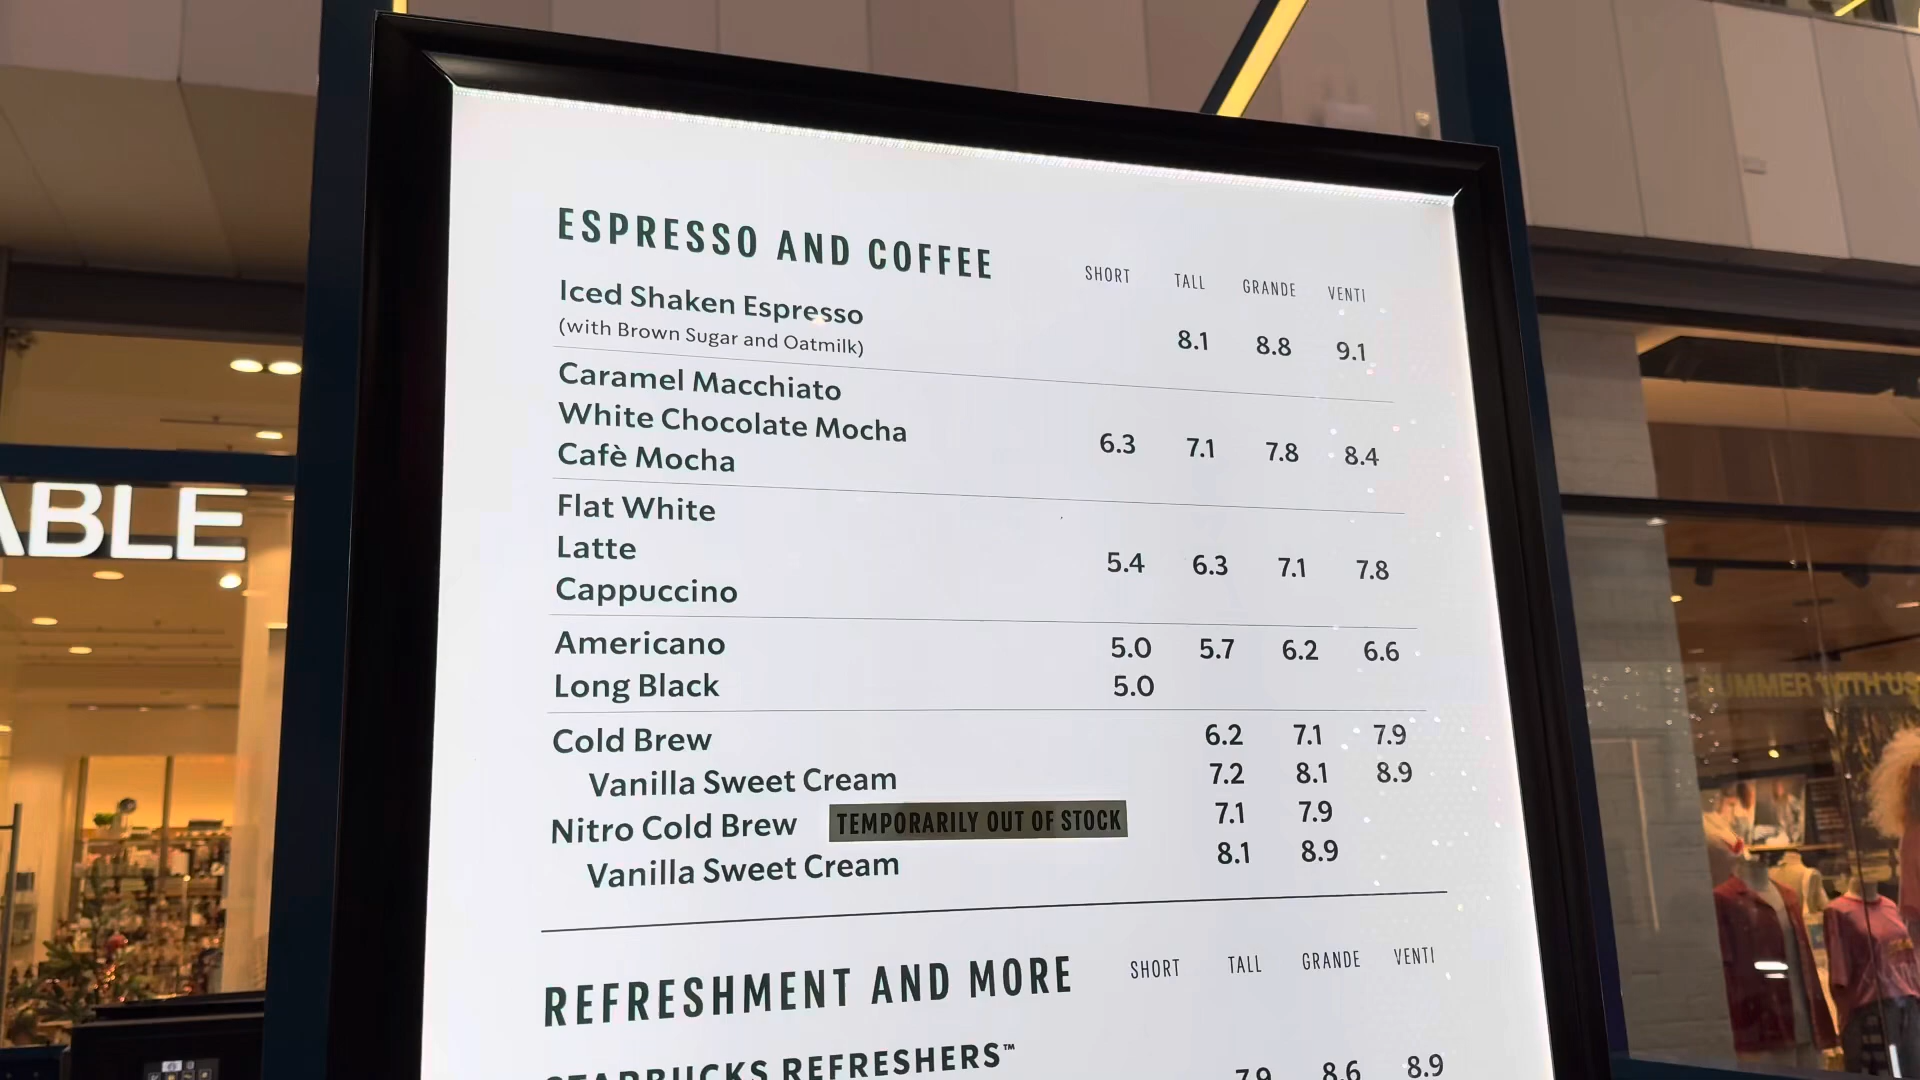 ESPRESSO AND COFFEE
SHORT TALL GRANDE VENTI
Iced Shaken Espresso
(with Brown Sugar and Oatmilk)
8.1 8.8 9.1
Caramel Macchiato
White Chocolate Mocha
Cafè Mocha
6.3 7.1 7.8 8.4
Flat White
Latte
Cappuccino
5.4 6.3 7.1 7.8
Americano 5.0 5.7 6.2 6.6
Long Black 5.0
Cold Brew 6.2 7.1 7.9
Vanilla Sweet Cream 7.2 8.1 8.9
Nitro Cold Brew TEMPORARILY OUT OF STOCK 7.1 7.9
Vanilla Sweet Cream 8.1 8.9
REFRESHMENT AND MORE
SHORT TALL GRANDE VENTI
STARBUCKS REFRESHERS™
7.9 8.6 8.9
ABLE
SUMMER WITH US